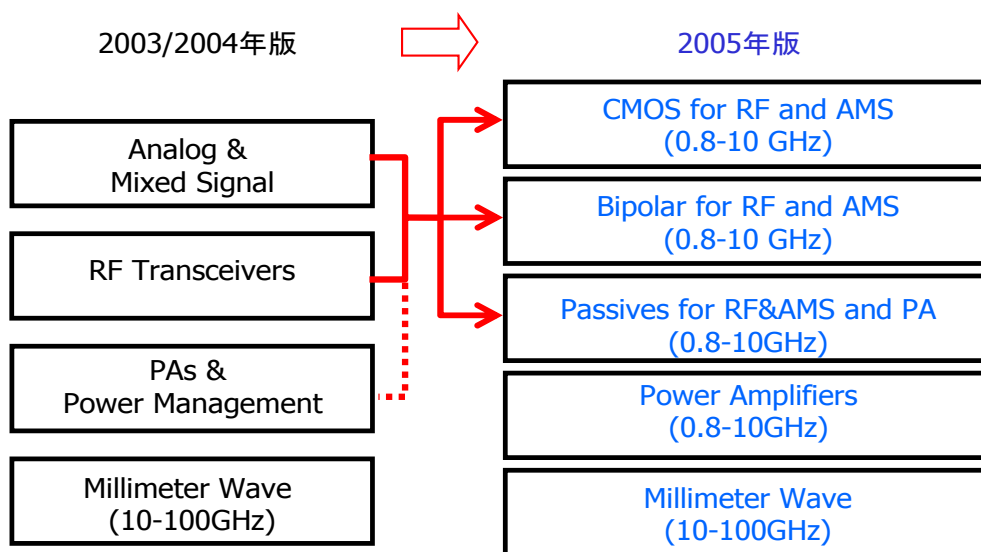 2003/2004年版
2005年版
Analog &
Mixed Signal
RF Transceivers
PAs &
Power Management
Millimeter Wave
(10-100GHz)
CMOS for RF and AMS
(0.8-10 GHz)
Bipolar for RF and AMS
(0.8-10 GHz)
Passives for RF&AMS and PA
(0.8-10GHz)
Power Amplifiers
(0.8-10GHz)
Millimeter Wave
(10-100GHz)